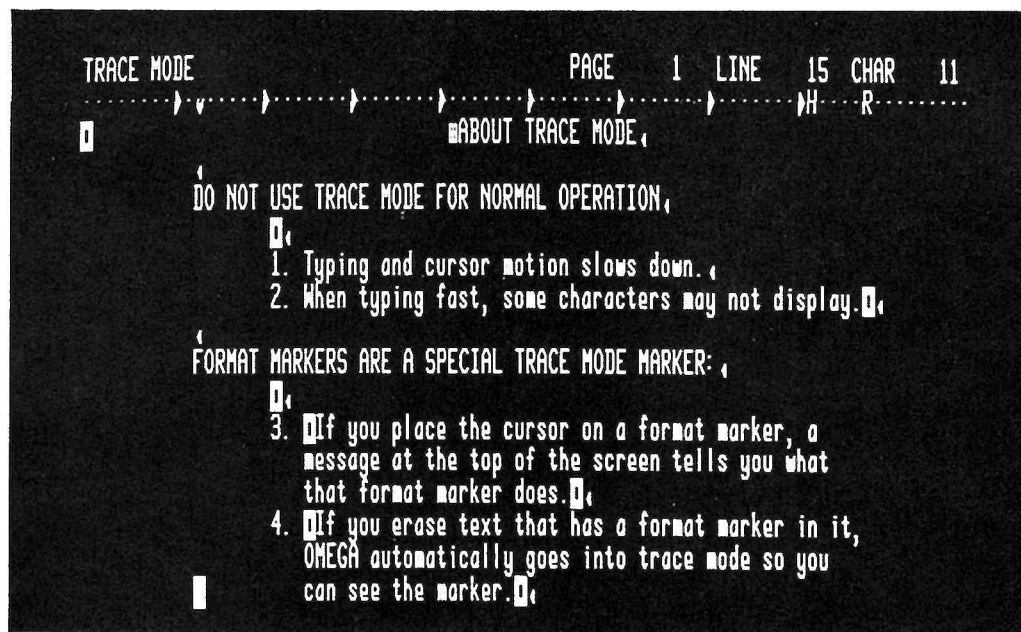 TRACE MODE PAGE 1 LINE 15 CHAR 11
H R
ABOUT TRACE MODE
DO NOT USE TRACE MODE FOR NORMAL OPERATION
1. Typing and cursor motion slows down.
2. When typing fast, some characters may not display.
FORMAT MARKERS ARE A SPECIAL TRACE MODE MARKER:
3. If you place the cursor on a format marker, a
message at the top of the screen tells you what
that format marker does.
4. If you erase text that has a format marker in it,
OMEGA automatically goes into trace mode so you
can see the marker.